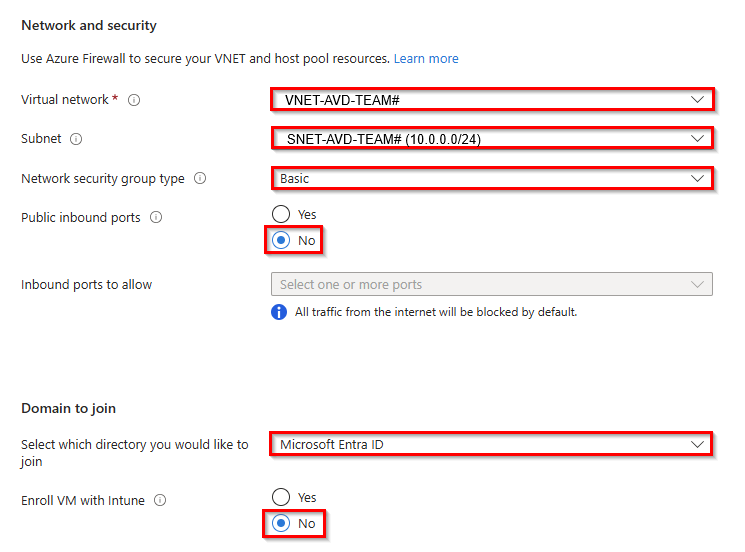 Network and security
Use Azure Firewall to secure your VNET and host pool resources. Learn more
Virtual network *
VNET-AVD-TEAM#
Subnet
SNET-AVD-TEAM# (10.0.0.0/24)
Network security group type
Basic
Public inbound ports
Yes
No
Inbound ports to allow
Select one or more ports
All traffic from the internet will be blocked by default.
Domain to join
Select which directory you would like to
join
Microsoft Entra ID
Enroll VM with Intune
Yes
No